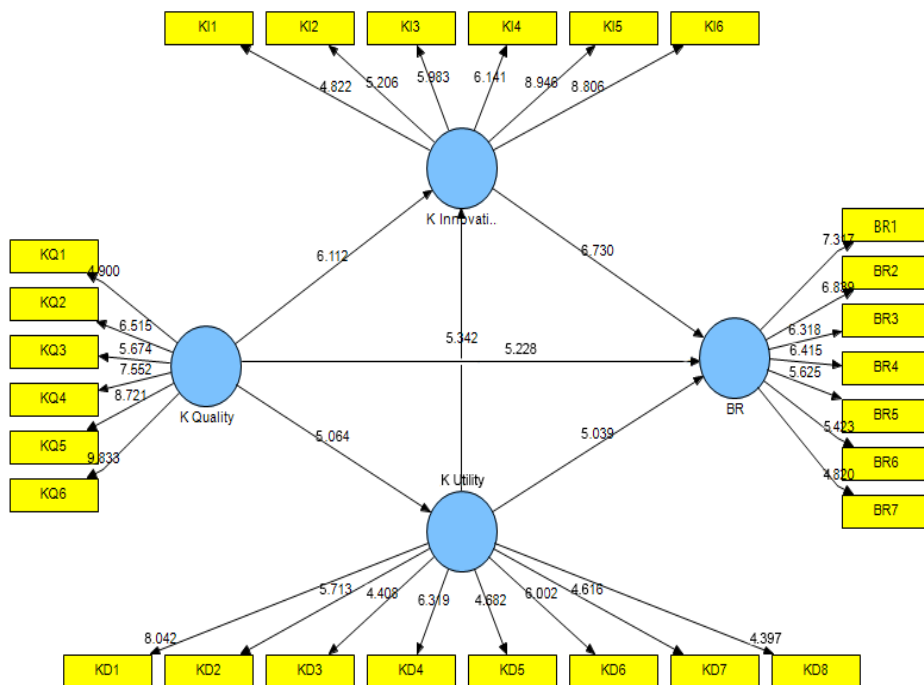 KI1 KI2 KI3 KI4 KI5 KI6
4.822 5.206 5.983 6.141 8.946 8.806
K Innovati..
KQ1
KQ2
KQ3
KQ4
KQ5
KQ6
4.900
6.515
5.674
7.552
8.721
9.833
K Quality
6.112
6.730
5.342
5.228
5.064
5.039
BR1
BR2
BR3
BR4
BR5
BR6
BR7
7.317
6.839
6.318
6.415
5.625
5.423
4.820
BR
K Utility
8.042 5.713 4.408 6.319 4.682 6.002 4.616 4.397
KD1 KD2 KD3 KD4 KD5 KD6 KD7 KD8